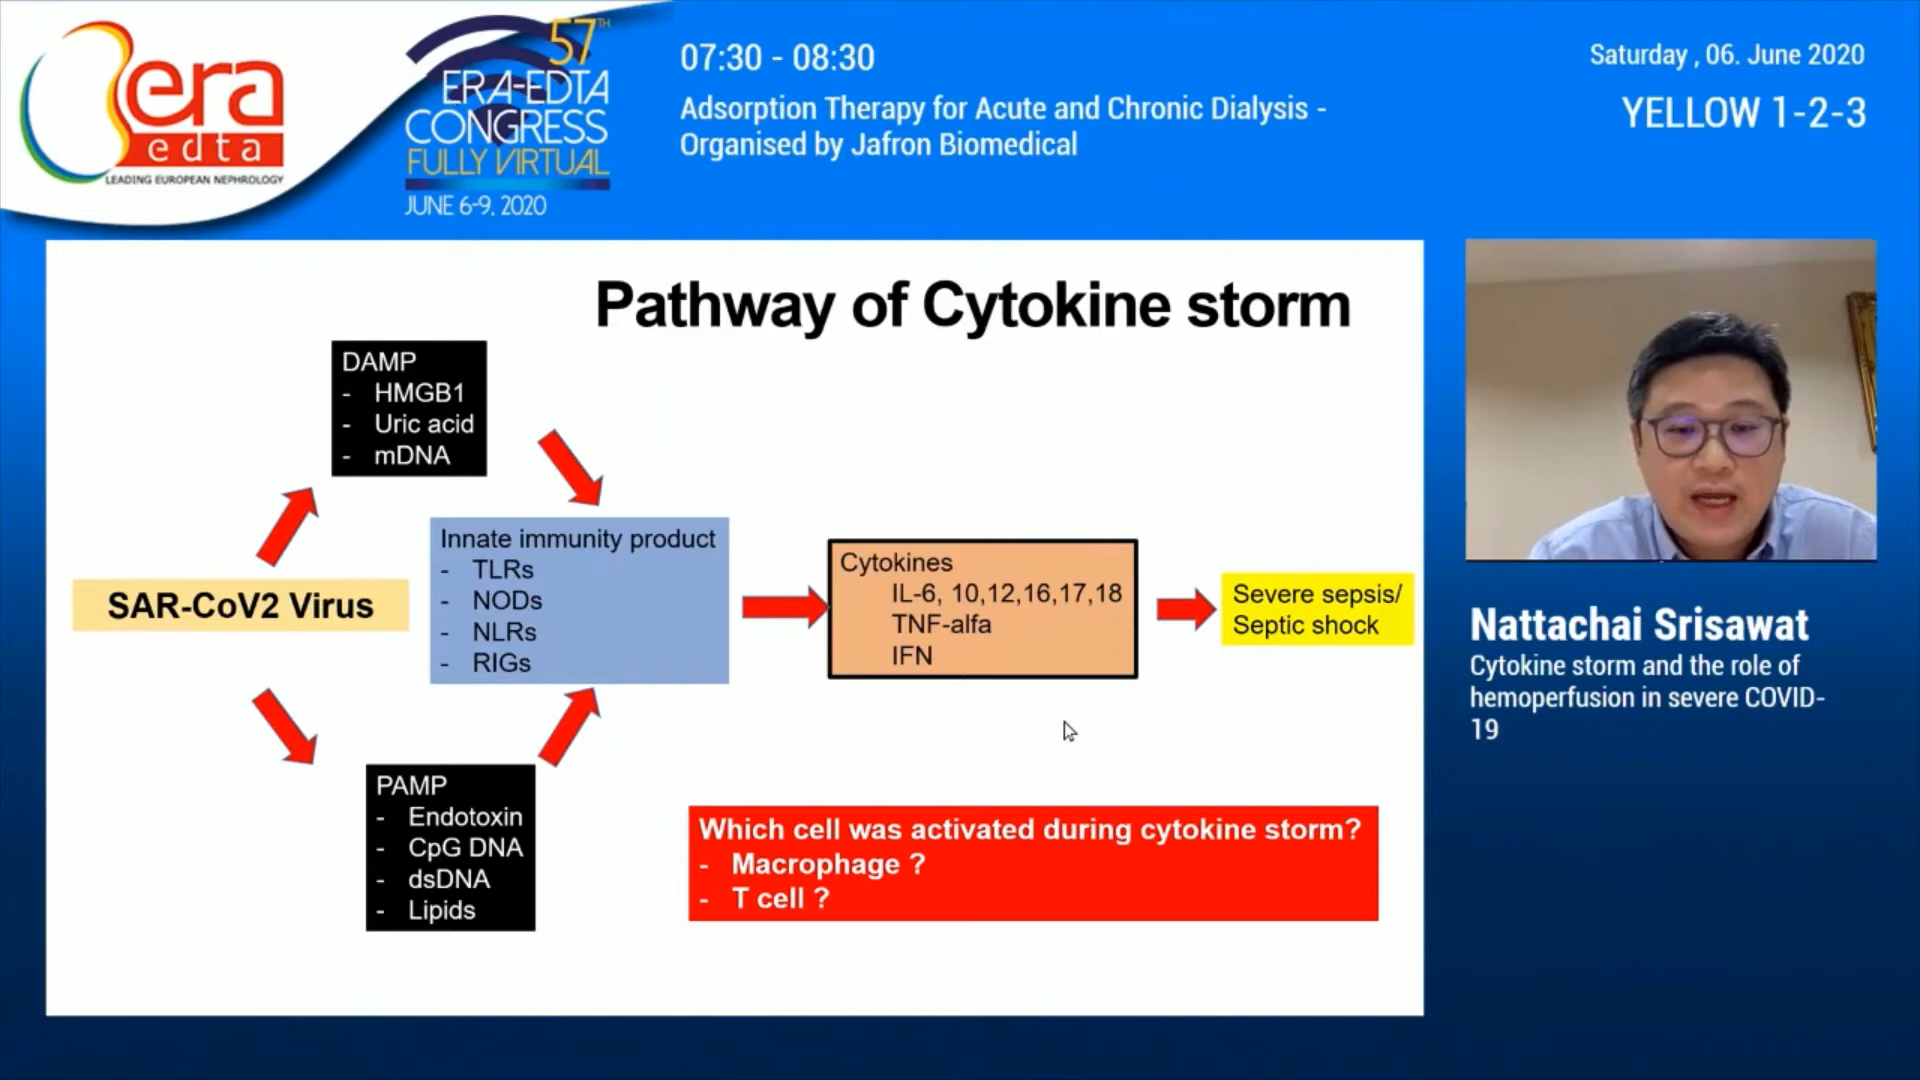 era
edta
LEADING EUROPEAN NEPHROLOGY
57TH
ERA-EDTA
CONGRESS
FULLY VIRTUAL
JUNE 6-9, 2020
07:30 - 08:30
Adsorption Therapy for Acute and Chronic Dialysis -
Organised by Jafron Biomedical
Saturday , 06. June 2020
YELLOW 1-2-3
Pathway of Cytokine storm
DAMP
- HMGB1
- Uric acid
- mDNA
SAR-CoV2 Virus
Innate immunity product
- TLRs
- NODs
- NLRs
- RIGs
Cytokines
IL-6, 10,12,16,17,18
TNF-alfa
IFN
Severe sepsis/
Septic shock
PAMP
- Endotoxin
- CpG DNA
- dsDNA
- Lipids
Which cell was activated during cytokine storm?
- Macrophage ?
- T cell ?
Nattachai Srisawat
Cytokine storm and the role of
hemoperfusion in severe COVID-
19